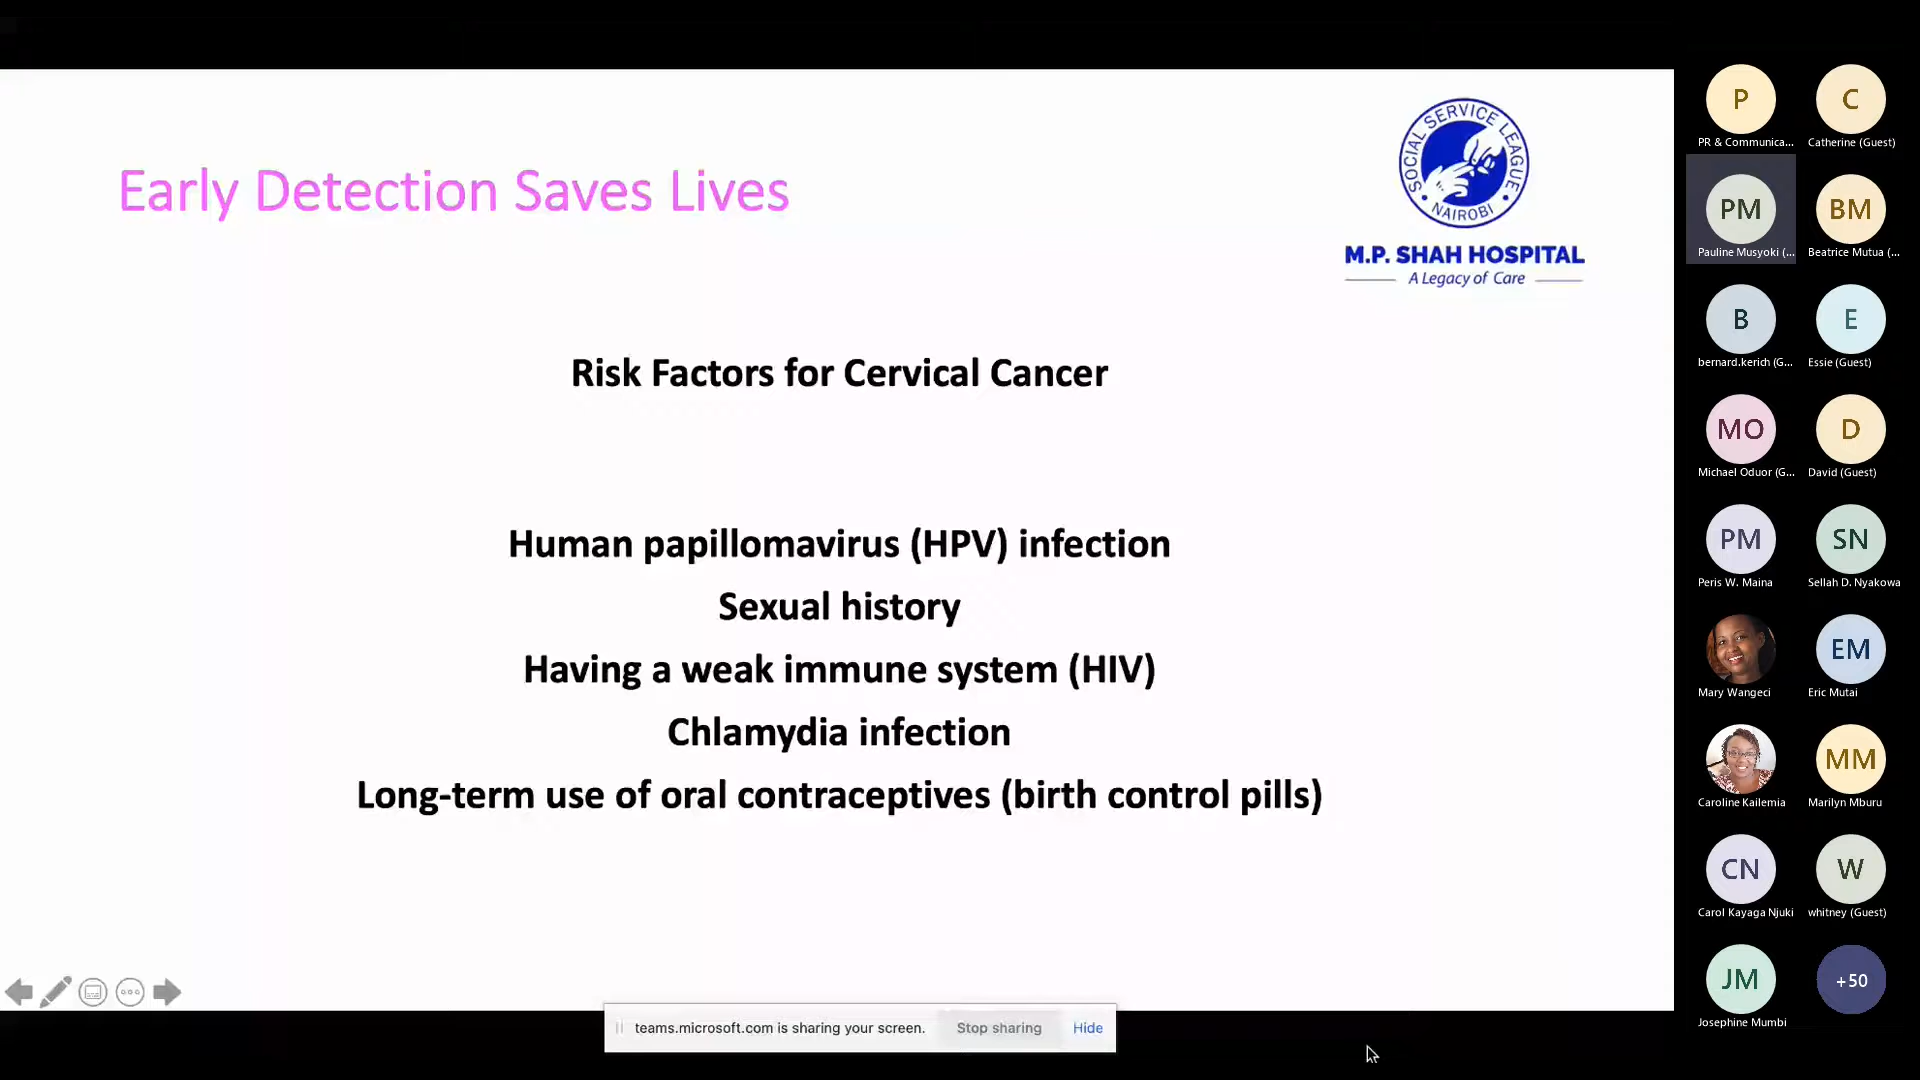 Early Detection Saves Lives
SOCIAL SERVICE LEAGUE
• NAIROBI •
M.P. SHAH HOSPITAL
A Legacy of Care
Risk Factors for Cervical Cancer
Human papillomavirus (HPV) infection
Sexual history
Having a weak immune system (HIV)
Chlamydia infection
Long-term use of oral contraceptives (birth control pills)
teams.microsoft.com is sharing your screen.
Stop sharing
Hide
P
C
PR & Communica...
Catherine (Guest)
PM
BM
Pauline Musyoki (...
Beatrice Mutua (...
B
E
bernard.kerich (G...
Essie (Guest)
MO
D
Michael Oduor (G...
David (Guest)
PM
SN
Peris W. Maina
Sellah D. Nyakowa
EM
Mary Wangeci
Eric Mutai
MM
Caroline Kailemia
Marilyn Mburu
CN
W
Carol Kayaga Njuki
whitney (Guest)
JM
+50
Josephine Mumbi